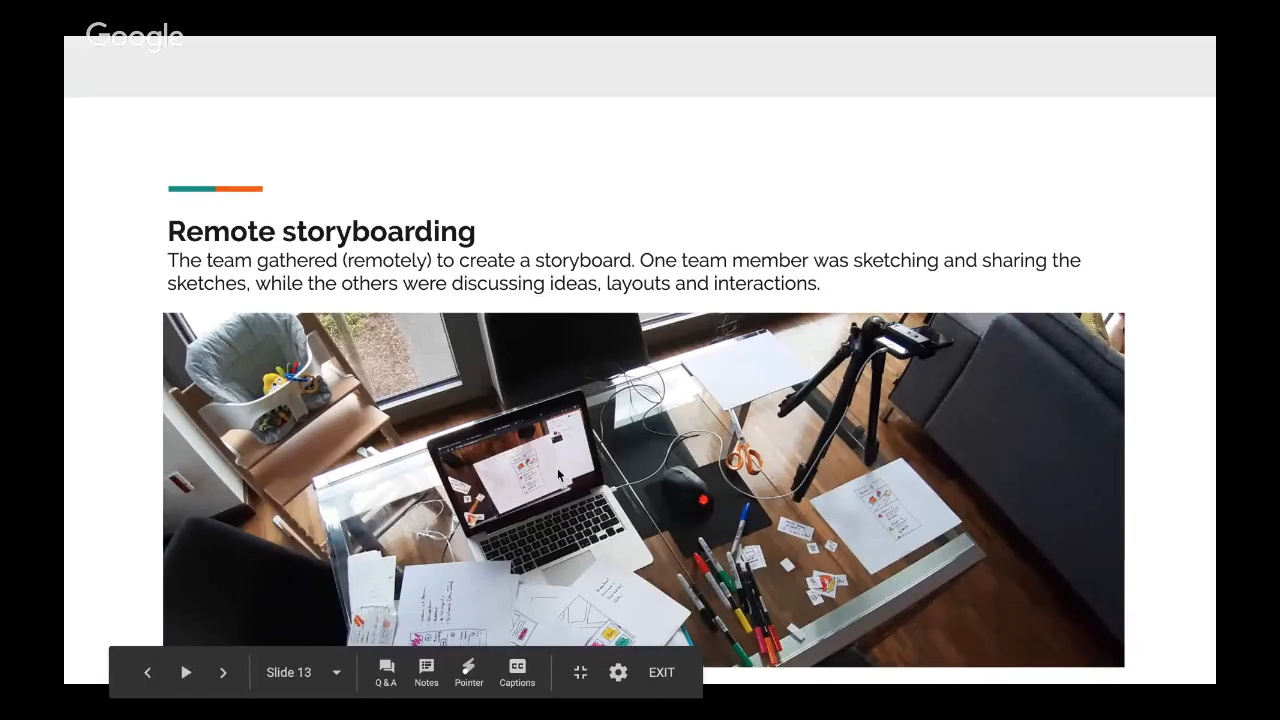 Google
Remote storyboarding
The team gathered (remotely) to create a storyboard. One team member was sketching and sharing the
sketches, while the others were discussing ideas, layouts and interactions.
Slide 13
Q & A
Notes
Pointer
CC
Captions
EXIT